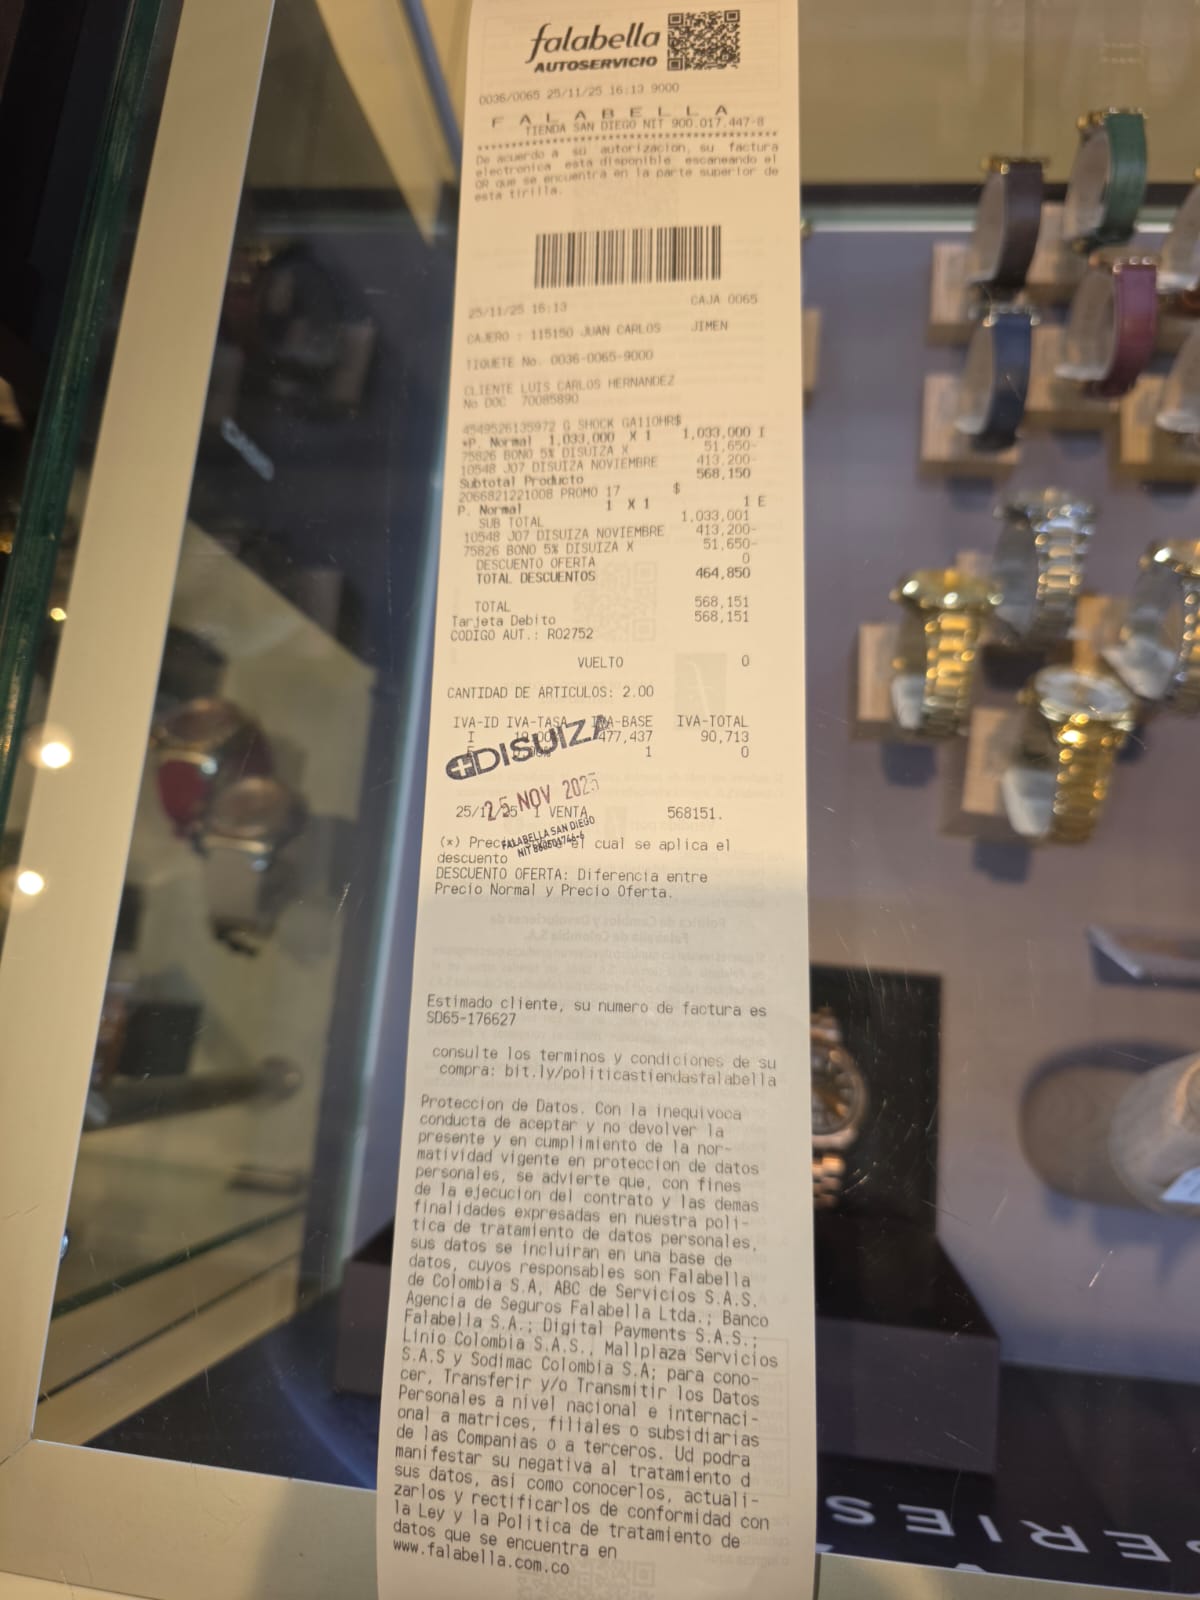 falabella
AUTOSERVICIO
0036/0065 25/11/25 16:13 9000
F A L A B E L L A
TIENDA SAN DIEGO NIT 900.017.447-8
De acuerdo a su autorizacion, su factura
electronica esta disponible escaneando el
QR que se encuentra en la parte superior de
esta tirilla.
25/11/25 16:13 CAJA 0065
CAJERO : 115150 JUAN CARLOS JIMEN
TIQUETE No. 0036-0065-9000
CLIENTE LUIS CARLOS HERNANDEZ
No DOC 70085890
4549526135972 G SHOCK GA110HR$
*P. Normal 1,033,000 X 1 1,033,000 I
75826 BONO 5% DISUIZA X 51,650-
10548 J07 DISUIZA NOVIEMBRE 413,200-
Subtotal Producto 568,150
2066821221008 PROMO 17 $
P. Normal 1 X 1 1 E
SUB TOTAL 1,033,001
10548 J07 DISUIZA NOVIEMBRE 413,200-
75826 BONO 5% DISUIZA X 51,650-
DESCUENTO OFERTA 0
TOTAL DESCUENTOS 464,850
TOTAL 568,151
Tarjeta Debito 568,151
CODIGO AUT.: R02752
VUELTO 0
CANTIDAD DE ARTICULOS: 2.00
IVA-ID IVA-TASA IVA-BASE IVA-TOTAL
I 477,437 90,713
E 1 0
DISUIZA
25 NOV 2025
25/11/25 1 VENTA 568151.
FALABELLA SAN DIEGO
(*) el cual se aplica el
descuento
DESCUENTO OFERTA: Diferencia entre
Precio Normal y Precio Oferta.
Estimado cliente, su numero de factura es
SD65-176627
consulte los terminos y condiciones de su
compra: bit.ly/politicastiendasfalabella
Proteccion de Datos. Con la inequivoca
conducta de aceptar y no devolver la
presente y en cumplimiento de la nor-
matividad vigente en proteccion de datos
personales, se advierte que, con fines
de la ejecucion del contrato y las demas
finalidades expresadas en nuestra poli-
tica de tratamiento de datos personales,
sus datos se incluiran en una base de
datos, cuyos responsables son Falabella
de Colombia S.A, ABC de Servicios S.A.S.
Agencia de Seguros Falabella Ltda.; Banco
Falabella S.A.; Digital Payments S.A.S.;
Linio Colombia S.A.S., Mallplaza Servicios
S.A.S y Sodimac Colombia S.A; para cono-
cer, Transferir y/o Transmitir los Datos
Personales a nivel nacional e internaci-
onal a matrices, filiales o subsidiarias
de las Companias o a terceros. Ud podra
manifestar su negativa al tratamiento d
sus datos, asi como conocerlos, actuali-
zarlos y rectificarlos de conformidad con
la Ley y la Politica de tratamiento de
datos que se encuentra en
www.falabella.com.co
SERIES